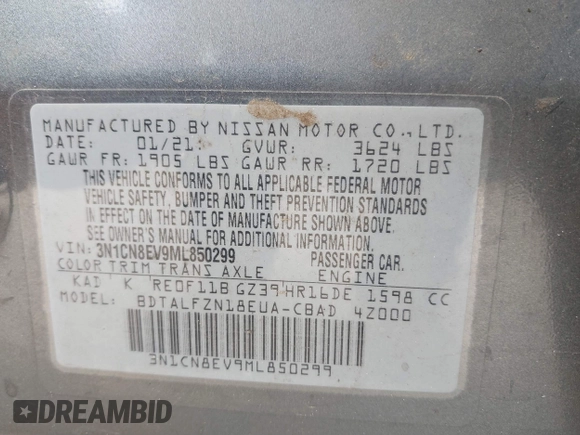 MANUFACTURED BY NISSAN MOTOR CO., LTD.
DATE: 01/21 GVWR: 3624 LBS
GAWR FR: 1905 LBS GAWR RR: 1720 LBS
THIS VEHICLE CONFORMS TO ALL APPLICABLE FEDERAL MOTOR
VEHICLE SAFETY, BUMPER AND THEFT PREVENTION STANDARDS
IN EFFECT ON THE DATE OF MANUFACTURE SHOWN ABOVE.
SEE OWNER'S MANUAL FOR ADDITIONAL INFORMATION.
VIN: 3N1CN8EV9ML850299 PASSENGER CAR.
COLOR TRIM TRANS AXLE ENGINE
KAD K RE0F11B GZ39 HR16DE 1598 CC
MODEL: BDTALFZN18EUA-CBAD 4Z000
3N1CN8EV9ML850299
DREAMBID